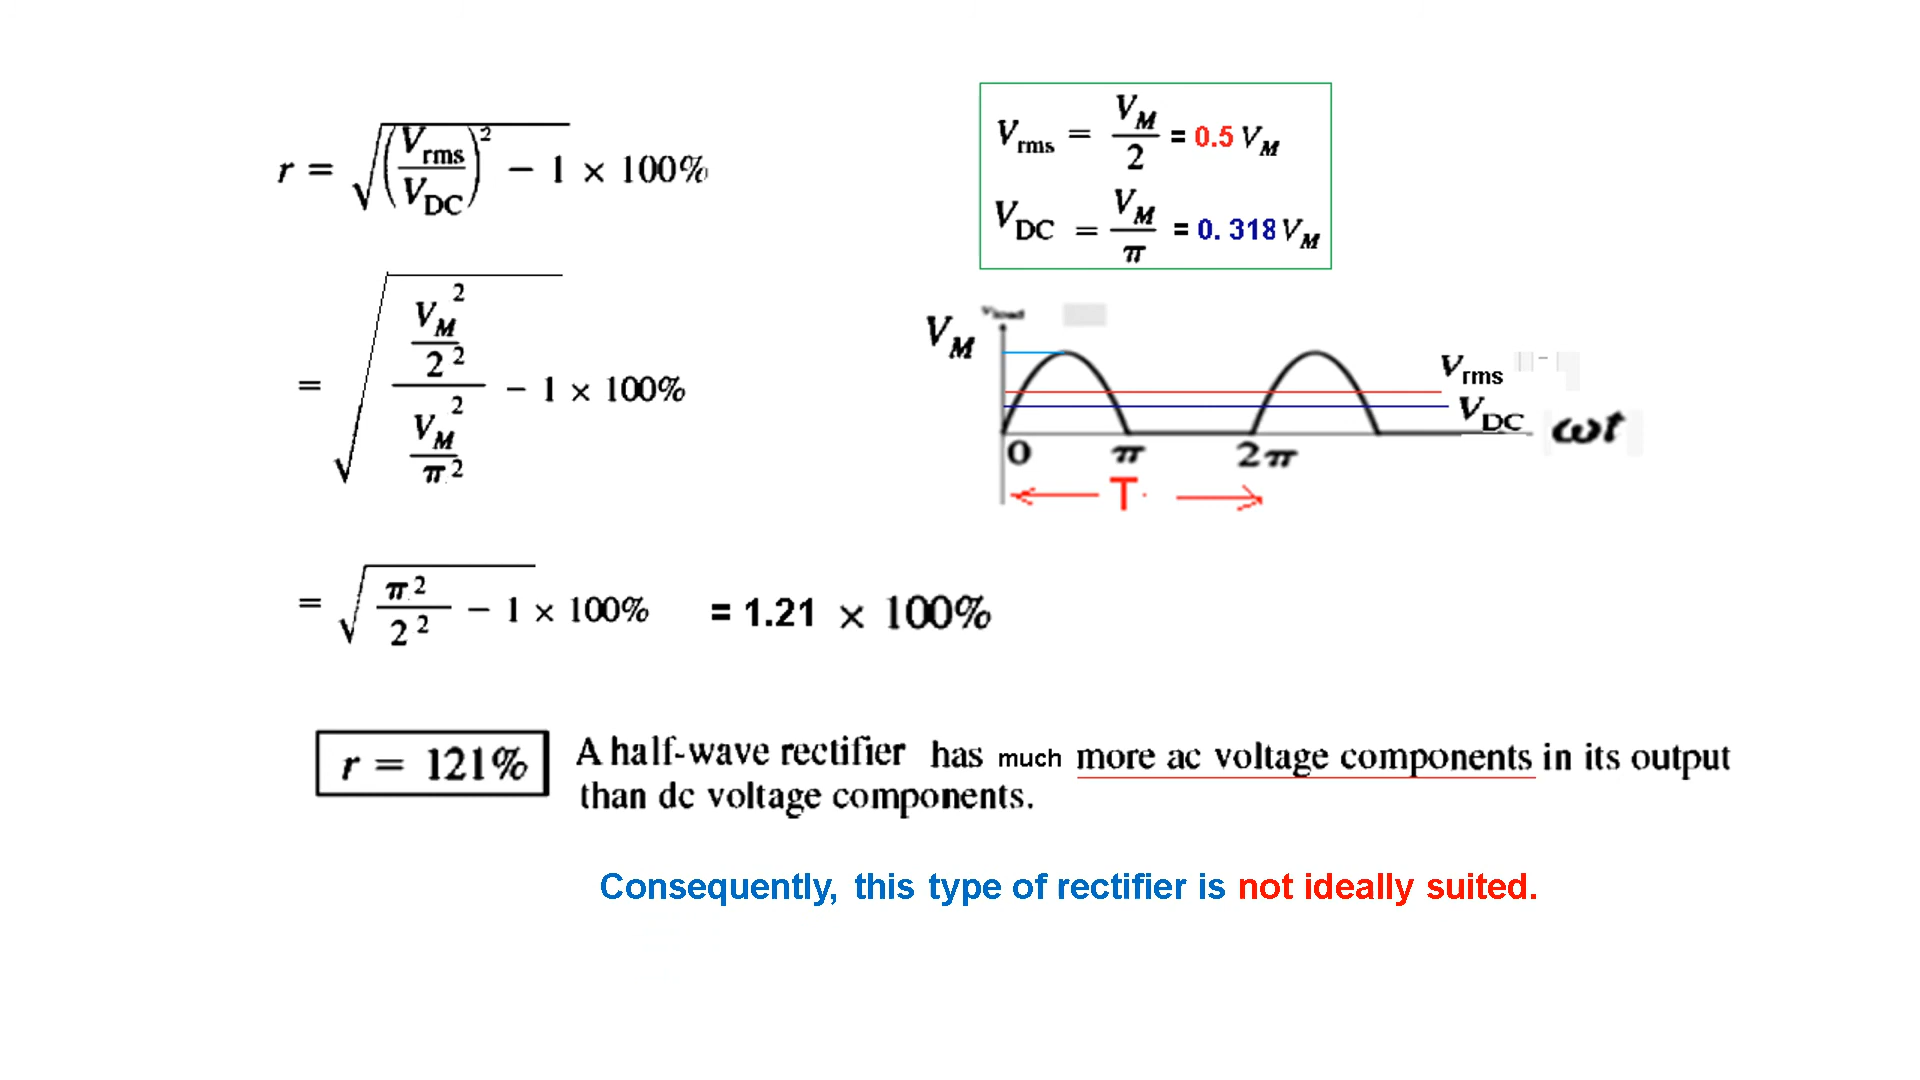 r = √(V_rms/V_DC)² − 1 × 100%
V_rms = V_M/2 = 0.5 V_M
V_DC = V_M/π = 0. 318 V_M
= √((V_M²/2²)/(V_M²/π²)) − 1 × 100%
V_M
V_load
V_rms
V_DC
ωt
0 π 2π
T
= √(π²/2²) − 1 × 100% = 1.21 × 100%
r = 121% A half-wave rectifier has much more ac voltage components in its output
than dc voltage components.
Consequently, this type of rectifier is not ideally suited.